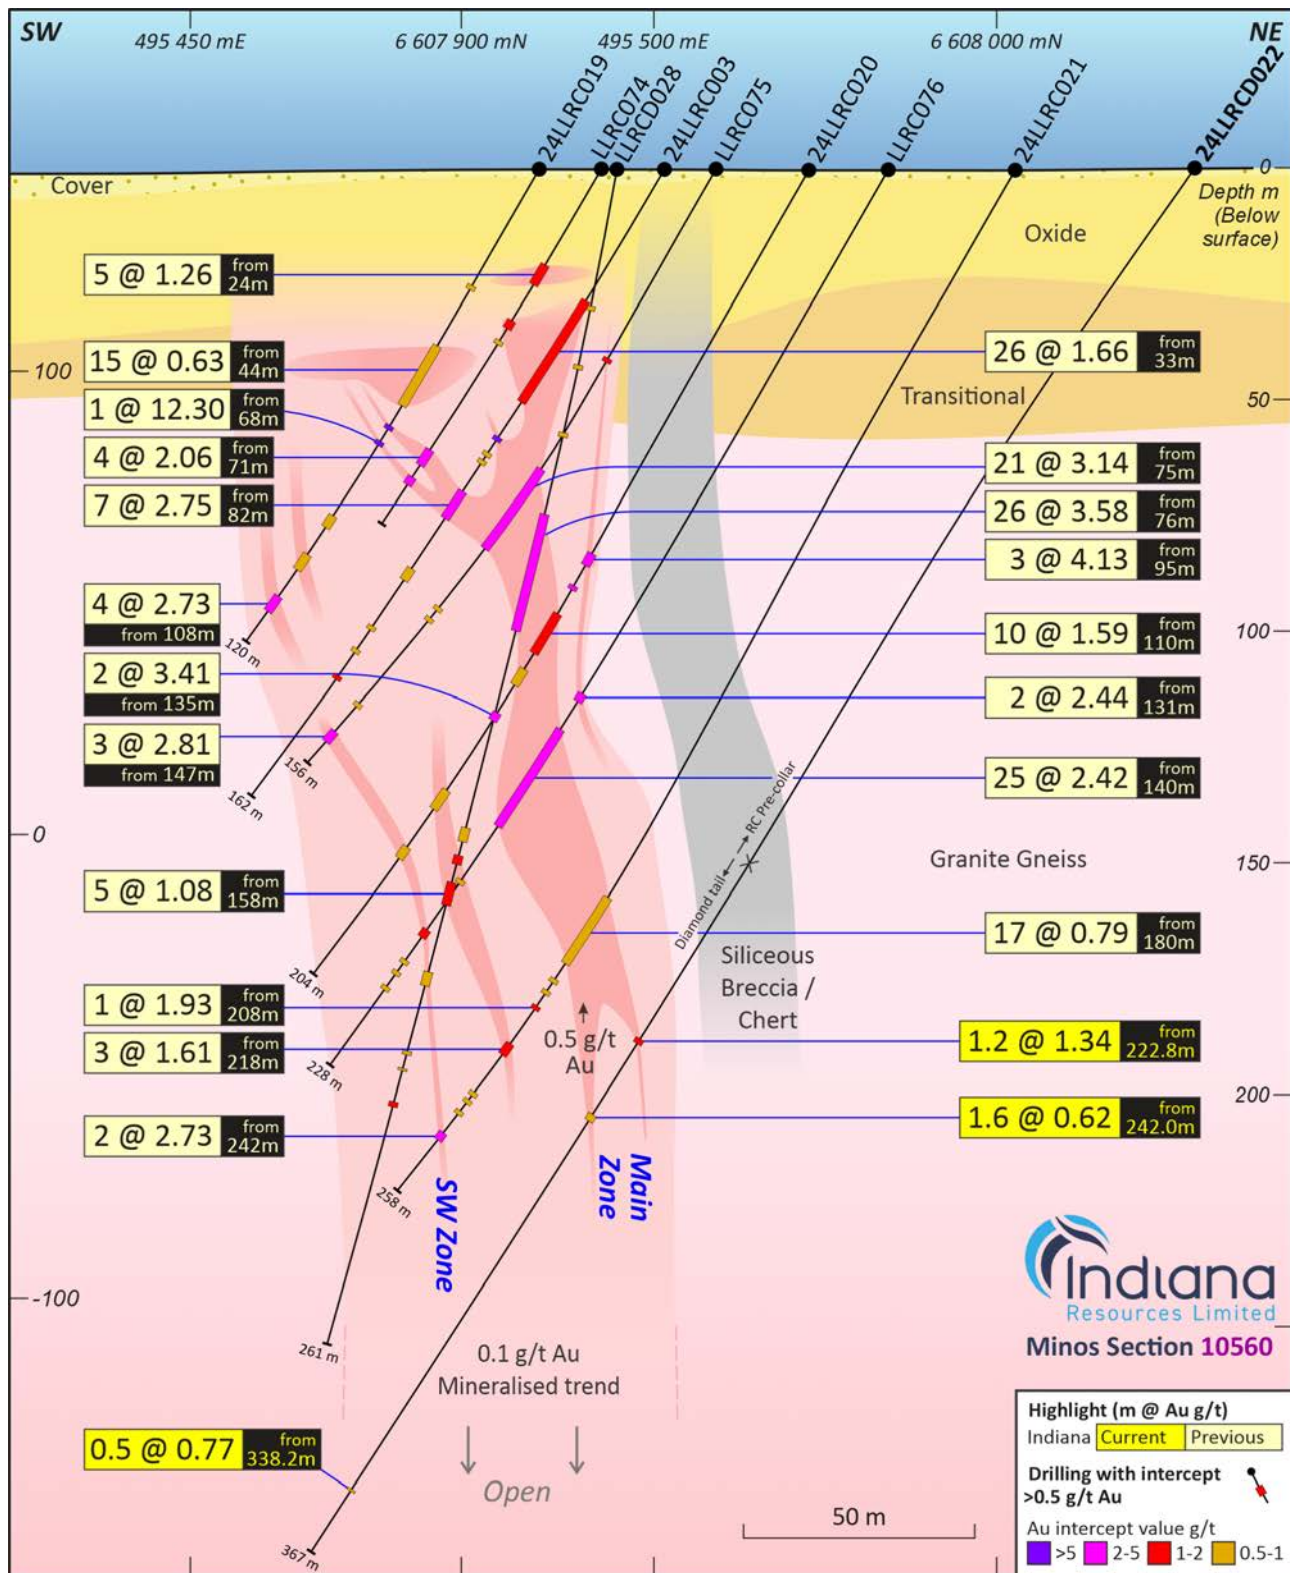 SW
495 450 mE
6 607 900 mN
495 500 mE
6 608 000 mN
NE
24LLRC019
LLRC074
LLRCD028
24LLRC003
LLRC075
24LLRC020
LLRC076
24LLRC021
24LLRCD022
Cover
0
Depth m
(Below
surface)
Oxide
5 @ 1.26 from 24m
15 @ 0.63 from 44m
100
1 @ 12.30 from 68m
4 @ 2.06 from 71m
7 @ 2.75 from 82m
4 @ 2.73
from 108m
2 @ 3.41
from 135m
3 @ 2.81
from 147m
0
5 @ 1.08 from 158m
1 @ 1.93 from 208m
3 @ 1.61 from 218m
2 @ 2.73 from 242m
-100
0.5 @ 0.77 from 338.2m
26 @ 1.66 from 33m
Transitional
50
21 @ 3.14 from 75m
26 @ 3.58 from 76m
3 @ 4.13 from 95m
10 @ 1.59 from 110m
100
2 @ 2.44 from 131m
25 @ 2.42 from 140m
Granite Gneiss
150
17 @ 0.79 from 180m
1.2 @ 1.34 from 222.8m
200
1.6 @ 0.62 from 242.0m
120 m
156 m
162 m
204 m
228 m
258 m
261 m
367 m
RC Pre-collar
Diamond tail
Siliceous
Breccia /
Chert
0.5 g/t
Au
Main
Zone
SW Zone
0.1 g/t Au
Mineralised trend
Open
50 m
Indiana
Resources Limited
Minos Section 10560
Highlight (m @ Au g/t)
Indiana Current Previous
Drilling with intercept
>0.5 g/t Au
Au intercept value g/t
>5 2-5 1-2 0.5-1